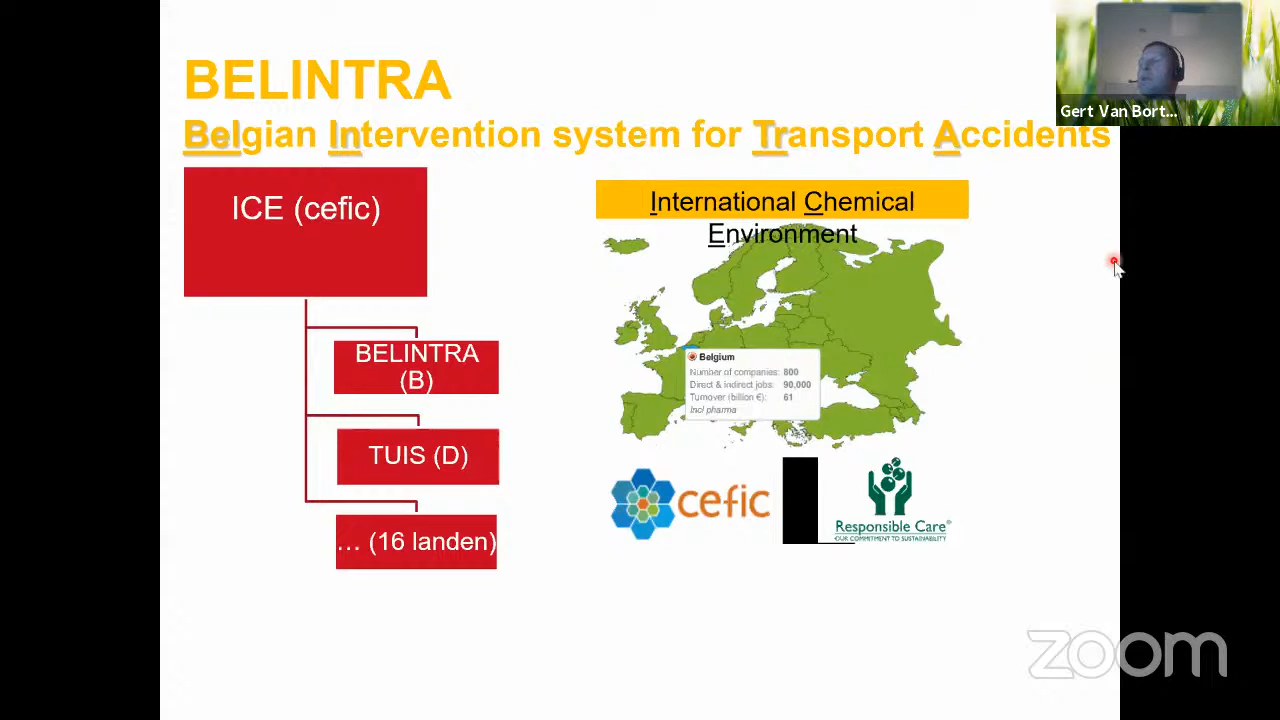 BELINTRA
Belgian Intervention system for Transport Accidents
Gert Van Bort...
ICE (cefic)
BELINTRA
(B)
TUIS (D)
... (16 landen)
International Chemical
Environment
Belgium
Number of companies: 800
Direct & indirect jobs: 90,000
Turnover (billion €): 61
Incl pharma
cefic
Responsible Care®
OUR COMMITMENT TO SUSTAINABILITY
zoom